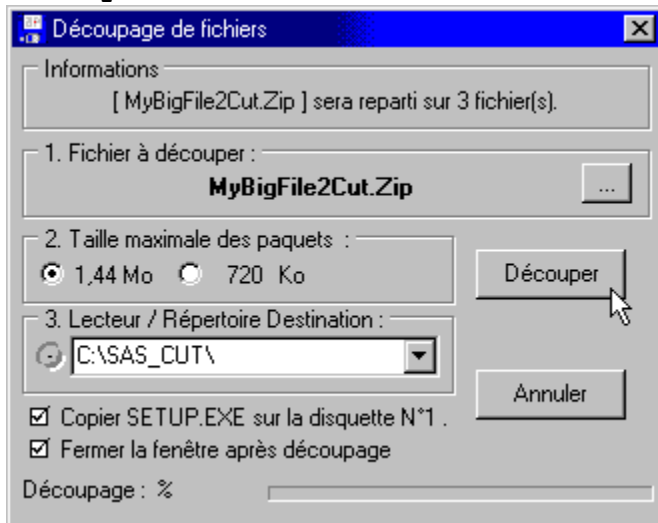 Découpage de fichiers
Informations
[ MyBigFile2Cut.Zip ] sera reparti sur 3 fichier(s).
1. Fichier à découper :
MyBigFile2Cut.Zip
...
2. Taille maximale des paquets :
1,44 Mo 720 Ko
Découper
3. Lecteur / Répertoire Destination :
C:\SAS_CUT\
Annuler
Copier SETUP.EXE sur la disquette N°1 .
Fermer la fenêtre après découpage
Découpage : %